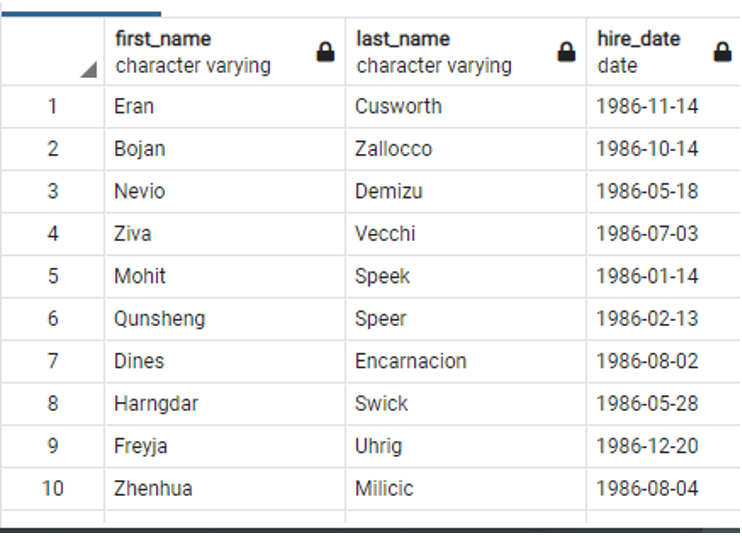 first_name last_name hire_date
character varying character varying date
1 Eran Cusworth 1986-11-14
2 Bojan Zallocco 1986-10-14
3 Nevio Demizu 1986-05-18
4 Ziva Vecchi 1986-07-03
5 Mohit Speek 1986-01-14
6 Qunsheng Speer 1986-02-13
7 Dines Encarnacion 1986-08-02
8 Harngdar Swick 1986-05-28
9 Freyja Uhrig 1986-12-20
10 Zhenhua Milicic 1986-08-04